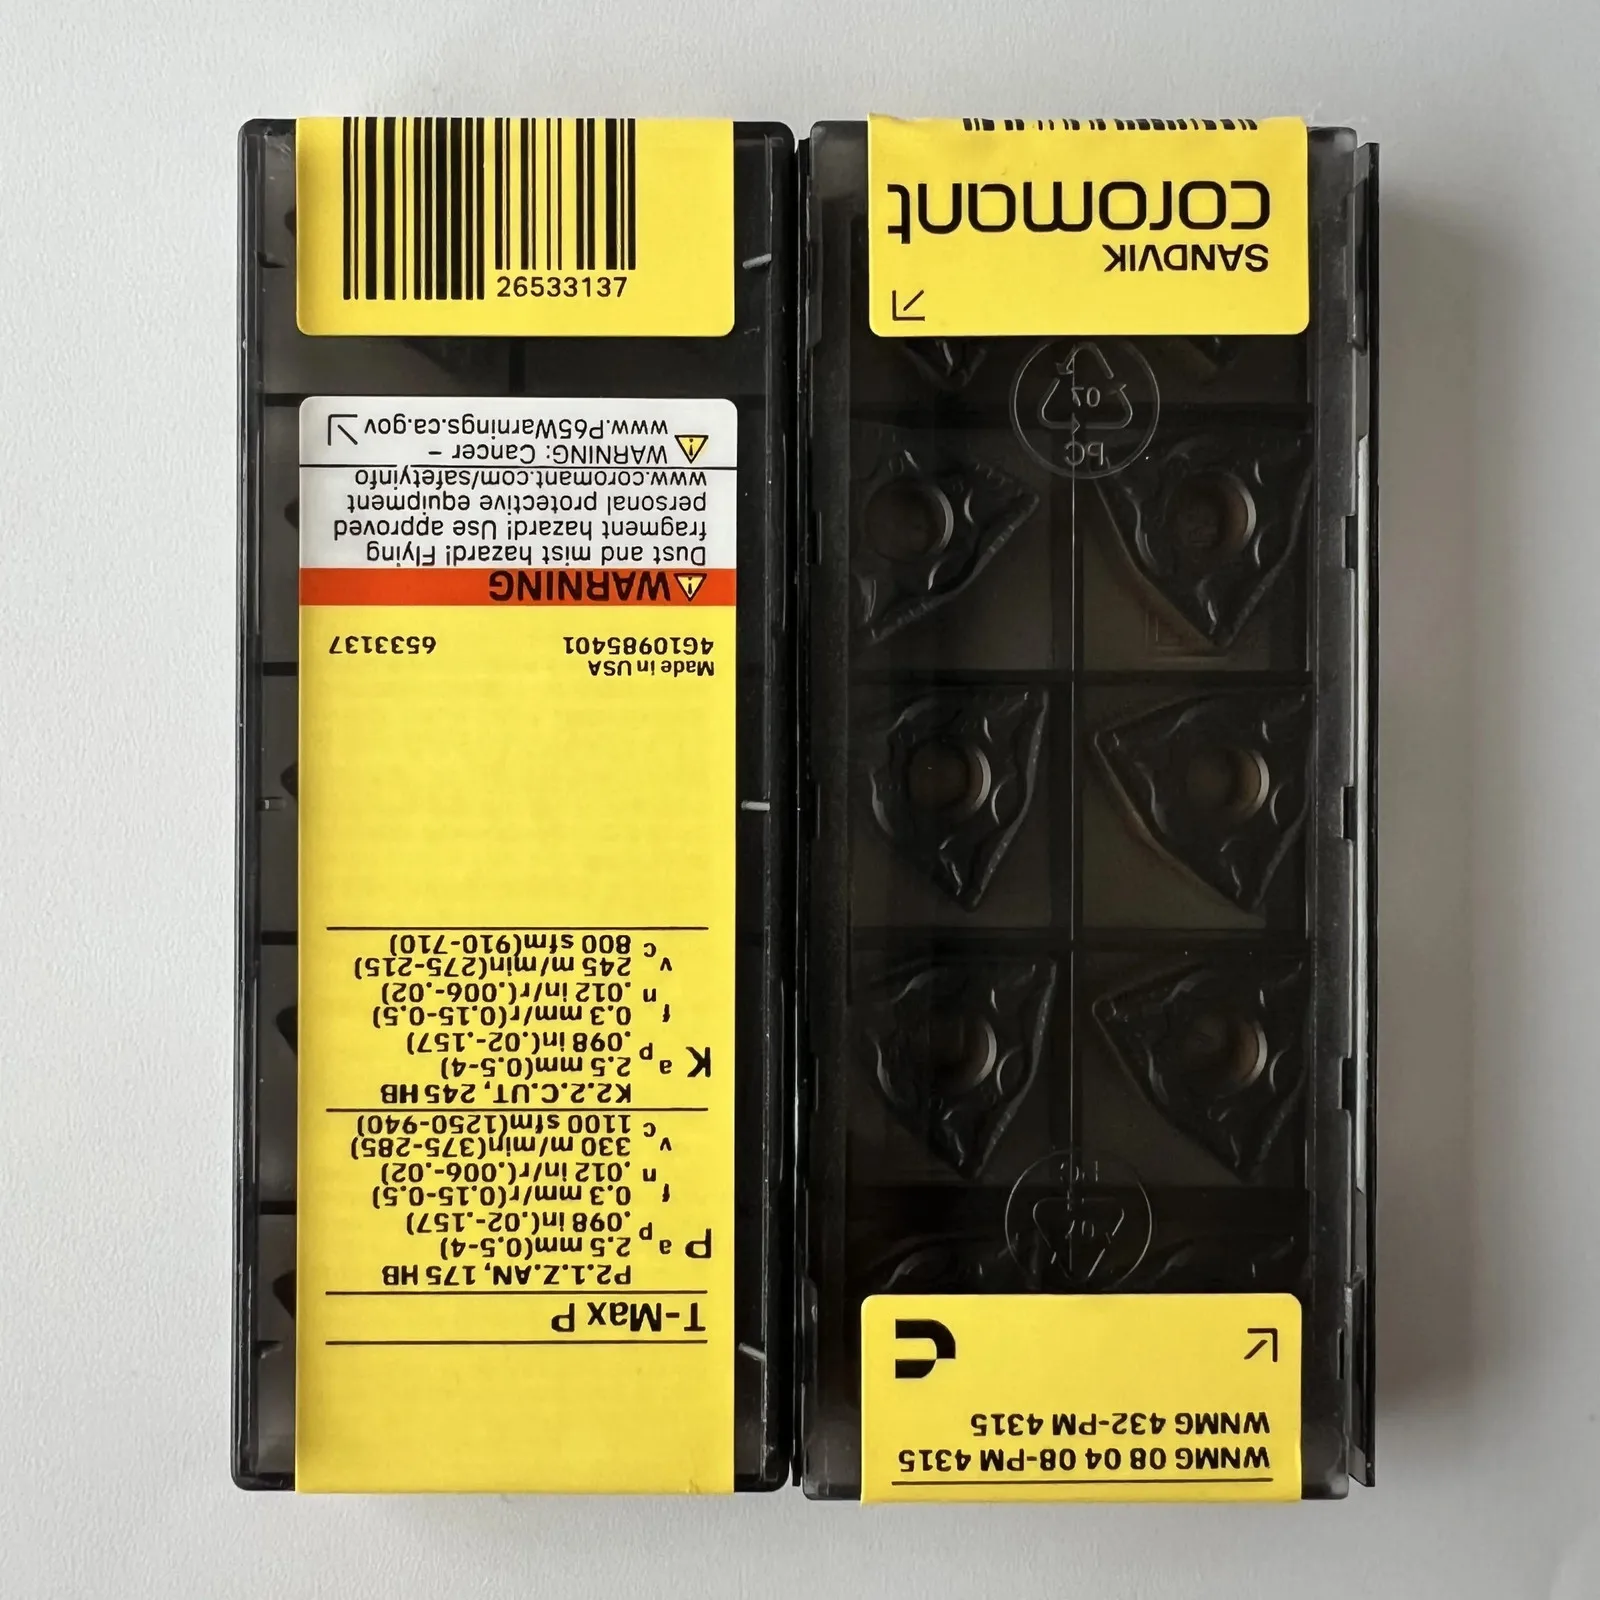 26533137
T-Max P
P2.1.Z.AN, 175 HB
P
a p 2.5 mm(0.5-4)
.098 in(.02-.157)
f n 0.3 mm/r(0.15-0.5)
.012 in/r(.006-.02)
v c 330 m/min(375-285)
1100 sfm(1250-940)
K2.2.C.UT, 245 HB
K
a p 2.5 mm(0.5-4)
.098 in(.02-.157)
f n 0.3 mm/r(0.15-0.5)
.012 in/r(.006-.02)
v c 245 m/min(275-215)
800 sfm(910-710)
Made in USA
4G10985401 6533137
WARNING
Dust and mist hazard! Flying
fragment hazard! Use approved
personal protective equipment
www.coromant.com/safetyinfo
WARNING: Cancer -
www.P65Warnings.ca.gov
WNMG 08 04 08-PM 4315
WNMG 432-PM 4315
07
PC
07
PC
SANDVIK
coromant